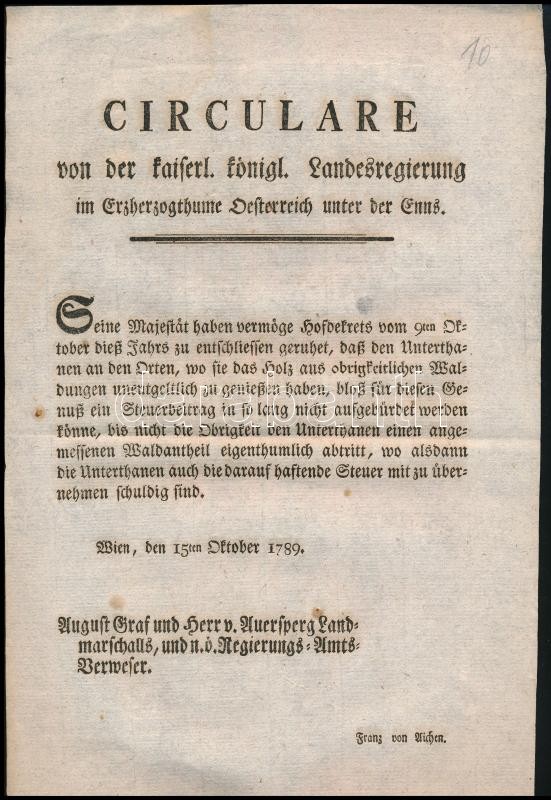 10
CIRCULARE
von der kaiserl. königl. Landesregierung
im Erzherzogthume Oesterreich unter der Enns.
Seine Majestät haben vermöge Hofdekrets vom 9ten Ok=
tober dieß Jahrs zu entschliessen geruhet, daß den Untertha=
nen an den Orten, wo sie das Holz aus obrigkeitlichen Wal=
dungen unentgeltlich zu genießen haben, bloß für diesen Ge=
nuß ein Steuerbeitrag in so lang nicht aufgebürdet werden
könne, bis nicht die Obrigkeit den Unterthanen einen ange=
messenen Waldantheil eigenthumlich abtritt, wo alsdann
die Unterthanen auch die darauf haftende Steuer mit zu über=
nehmen schuldig sind.
Wien, den 15ten Oktober 1789.
August Graf und Herr v. Auersperg Land=
marschalls, und n. ö. Regierungs=Amts=
Verweser.
Franz von Aichen.